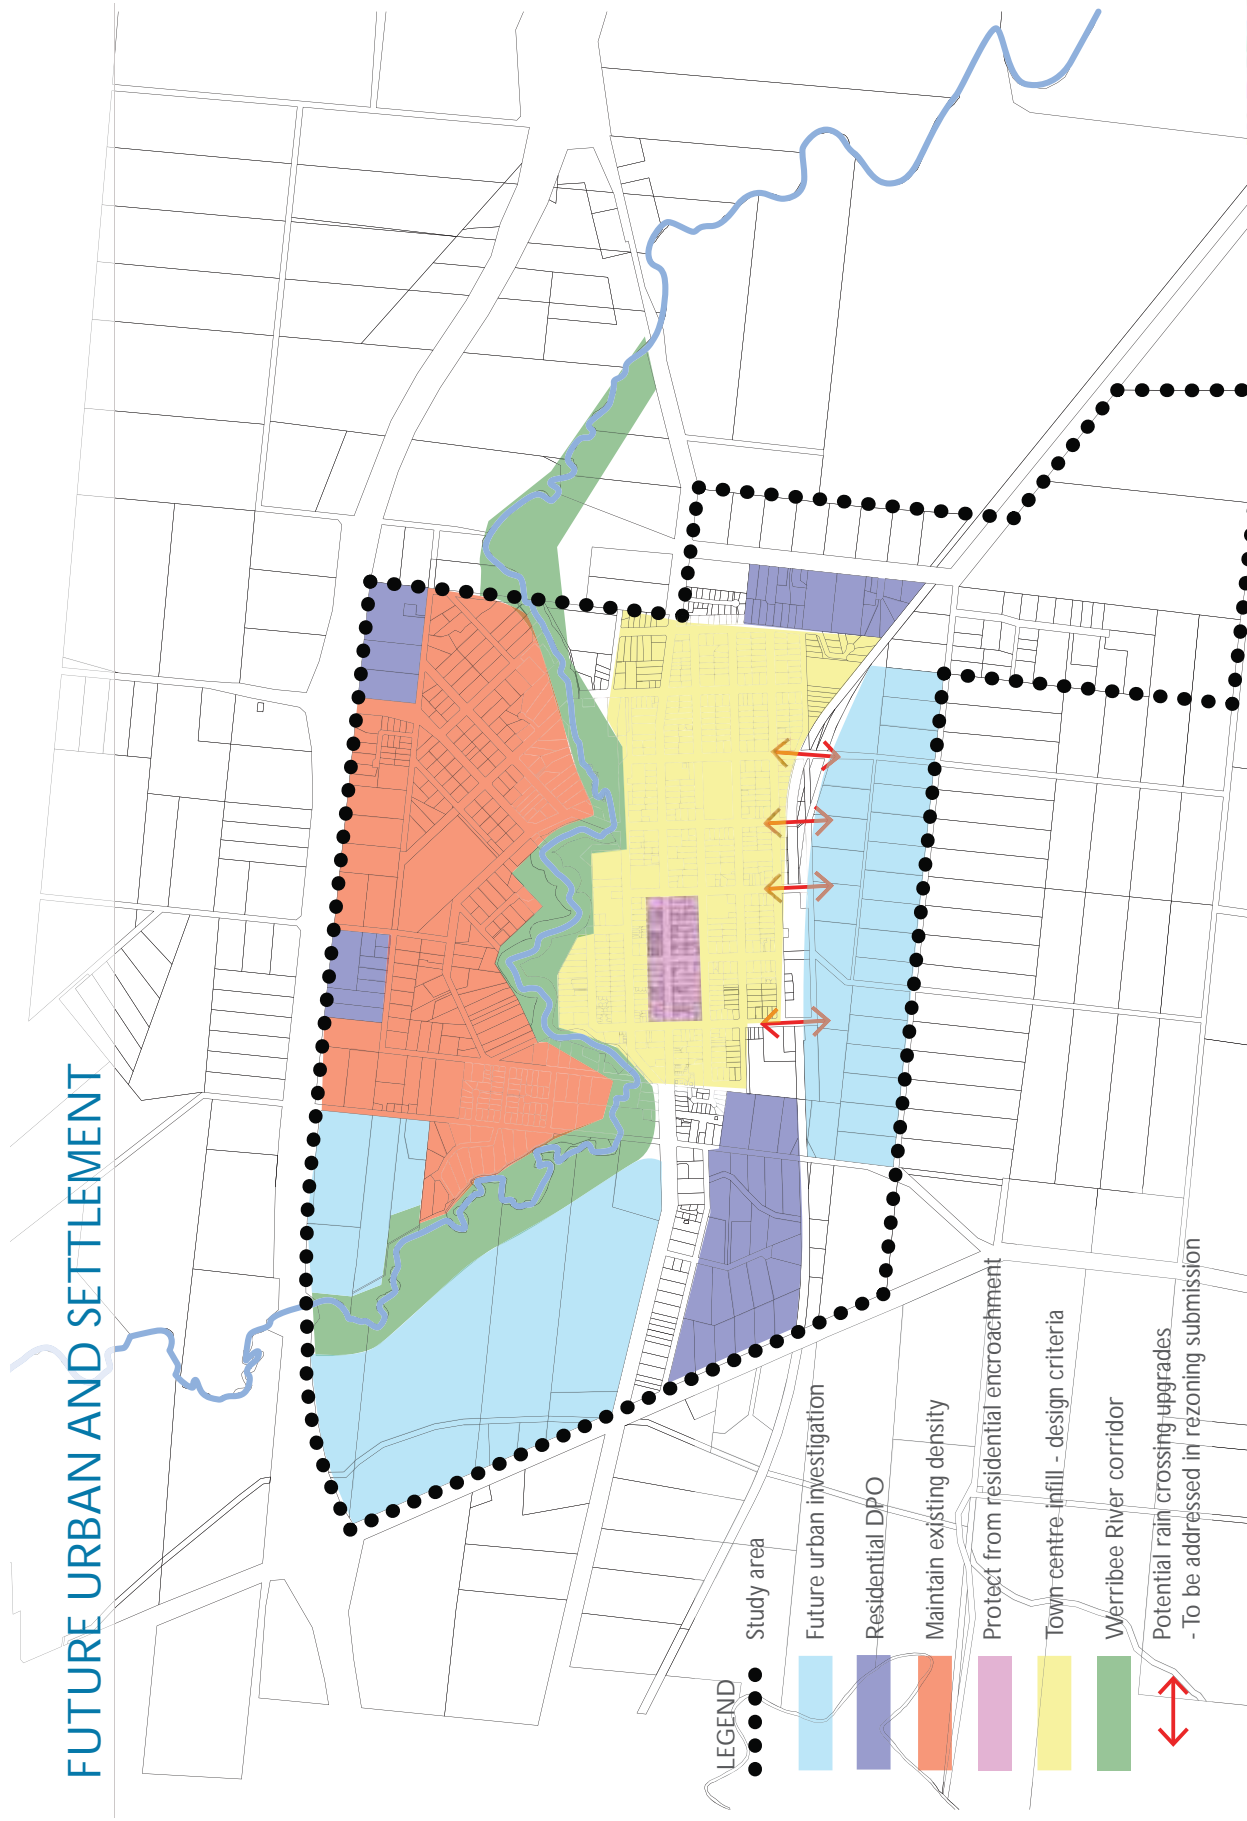 FUTURE URBAN AND SETTLEMENT
LEGEND
Study area
Future urban investigation
Residential DPO
Maintain existing density
Protect from residential encroachment
Town centre infill - design criteria
Werribee River corridor
Potential rain crossing upgrades
- To be addressed in rezoning submission